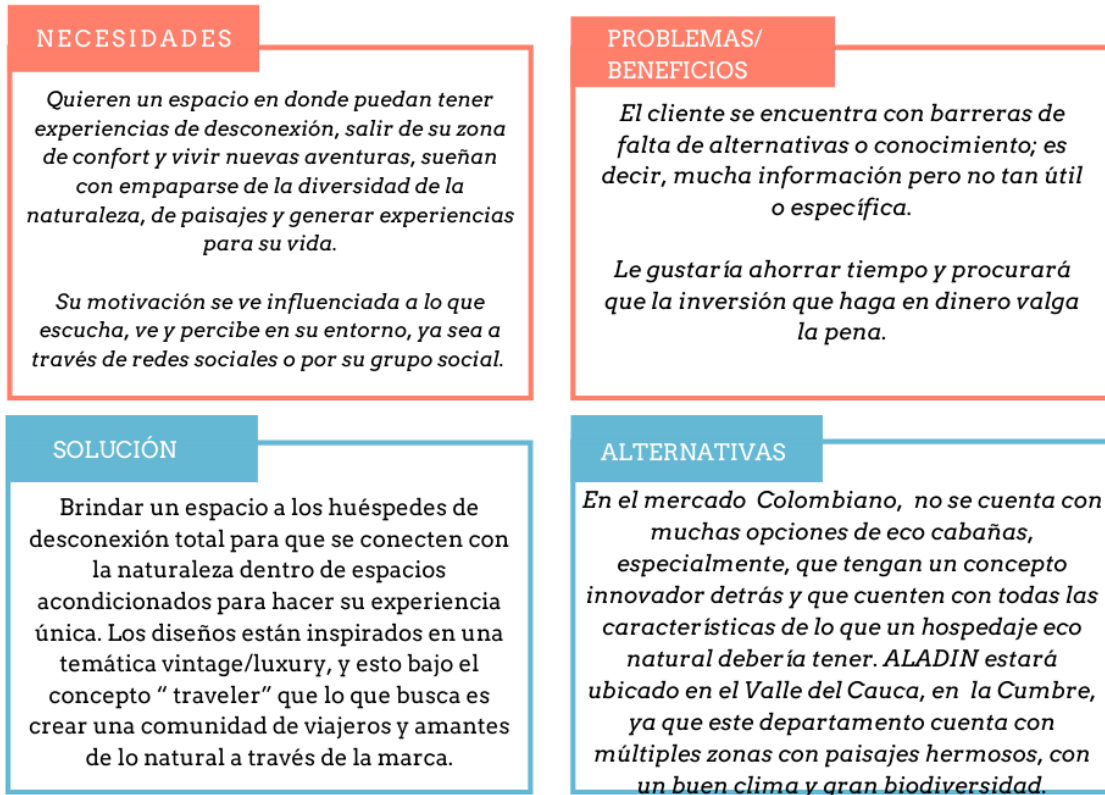 NECESIDADES
Quieren un espacio en donde puedan tener
experiencias de desconexión, salir de su zona
de confort y vivir nuevas aventuras, sueñan
con empaparse de la diversidad de la
naturaleza, de paisajes y generar experiencias
para su vida.
Su motivación se ve influenciada a lo que
escucha, ve y percibe en su entorno, ya sea a
través de redes sociales o por su grupo social.
PROBLEMAS/
BENEFICIOS
El cliente se encuentra con barreras de
falta de alternativas o conocimiento; es
decir, mucha información pero no tan útil
o específica.
Le gustaría ahorrar tiempo y procurará
que la inversión que haga en dinero valga
la pena.
SOLUCIÓN
Brindar un espacio a los huéspedes de
desconexión total para que se conecten con
la naturaleza dentro de espacios
acondicionados para hacer su experiencia
única. Los diseños están inspirados en una
temática vintage/luxury, y esto bajo el
concepto “ traveler” que lo que busca es
crear una comunidad de viajeros y amantes
de lo natural a través de la marca.
ALTERNATIVAS
En el mercado Colombiano, no se cuenta con
muchas opciones de eco cabañas,
especialmente, que tengan un concepto
innovador detrás y que cuenten con todas las
características de lo que un hospedaje eco
natural debería tener. ALADIN estará
ubicado en el Valle del Cauca, en la Cumbre,
ya que este departamento cuenta con
múltiples zonas con paisajes hermosos, con
un buen clima y gran biodiversidad.